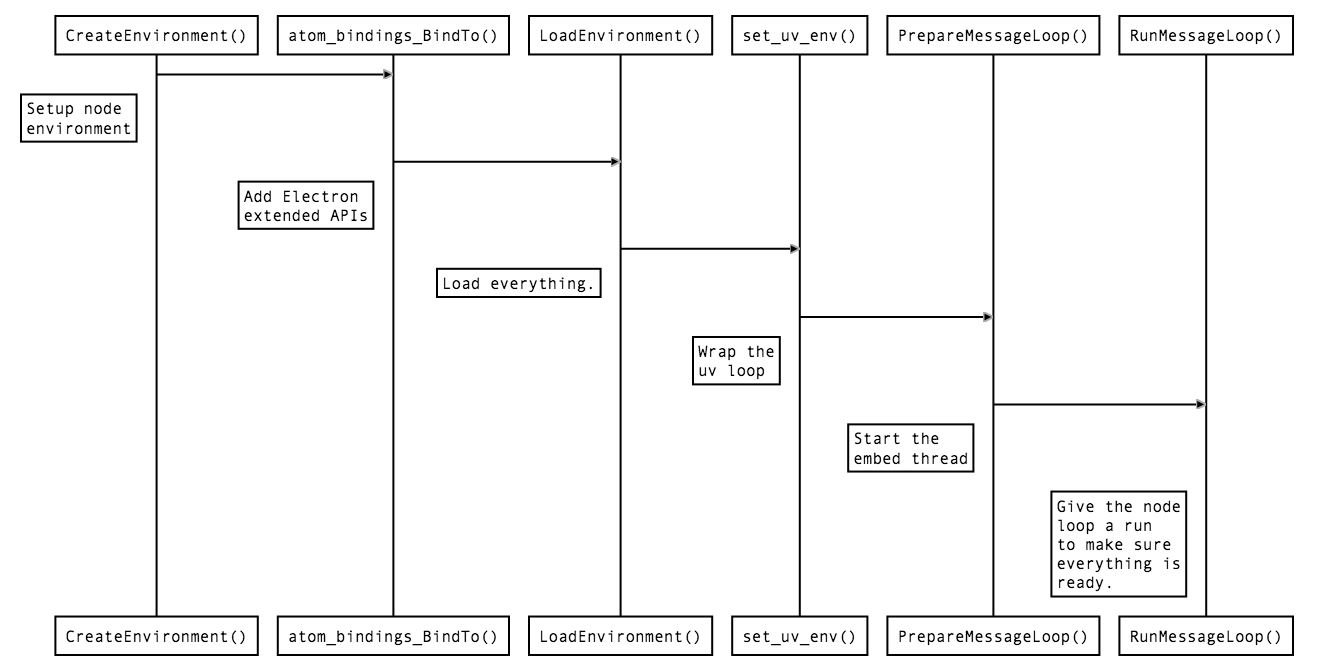 CreateEnvironment()
atom_bindings_BindTo()
LoadEnvironment()
set_uv_env()
PrepareMessageLoop()
RunMessageLoop()
Setup node
environment
Add Electron
extended APIs
Load everything.
Wrap the
uv loop
Start the
embed thread
Give the node
loop a run
to make sure
everything is
ready.
CreateEnvironment()
atom_bindings_BindTo()
LoadEnvironment()
set_uv_env()
PrepareMessageLoop()
RunMessageLoop()